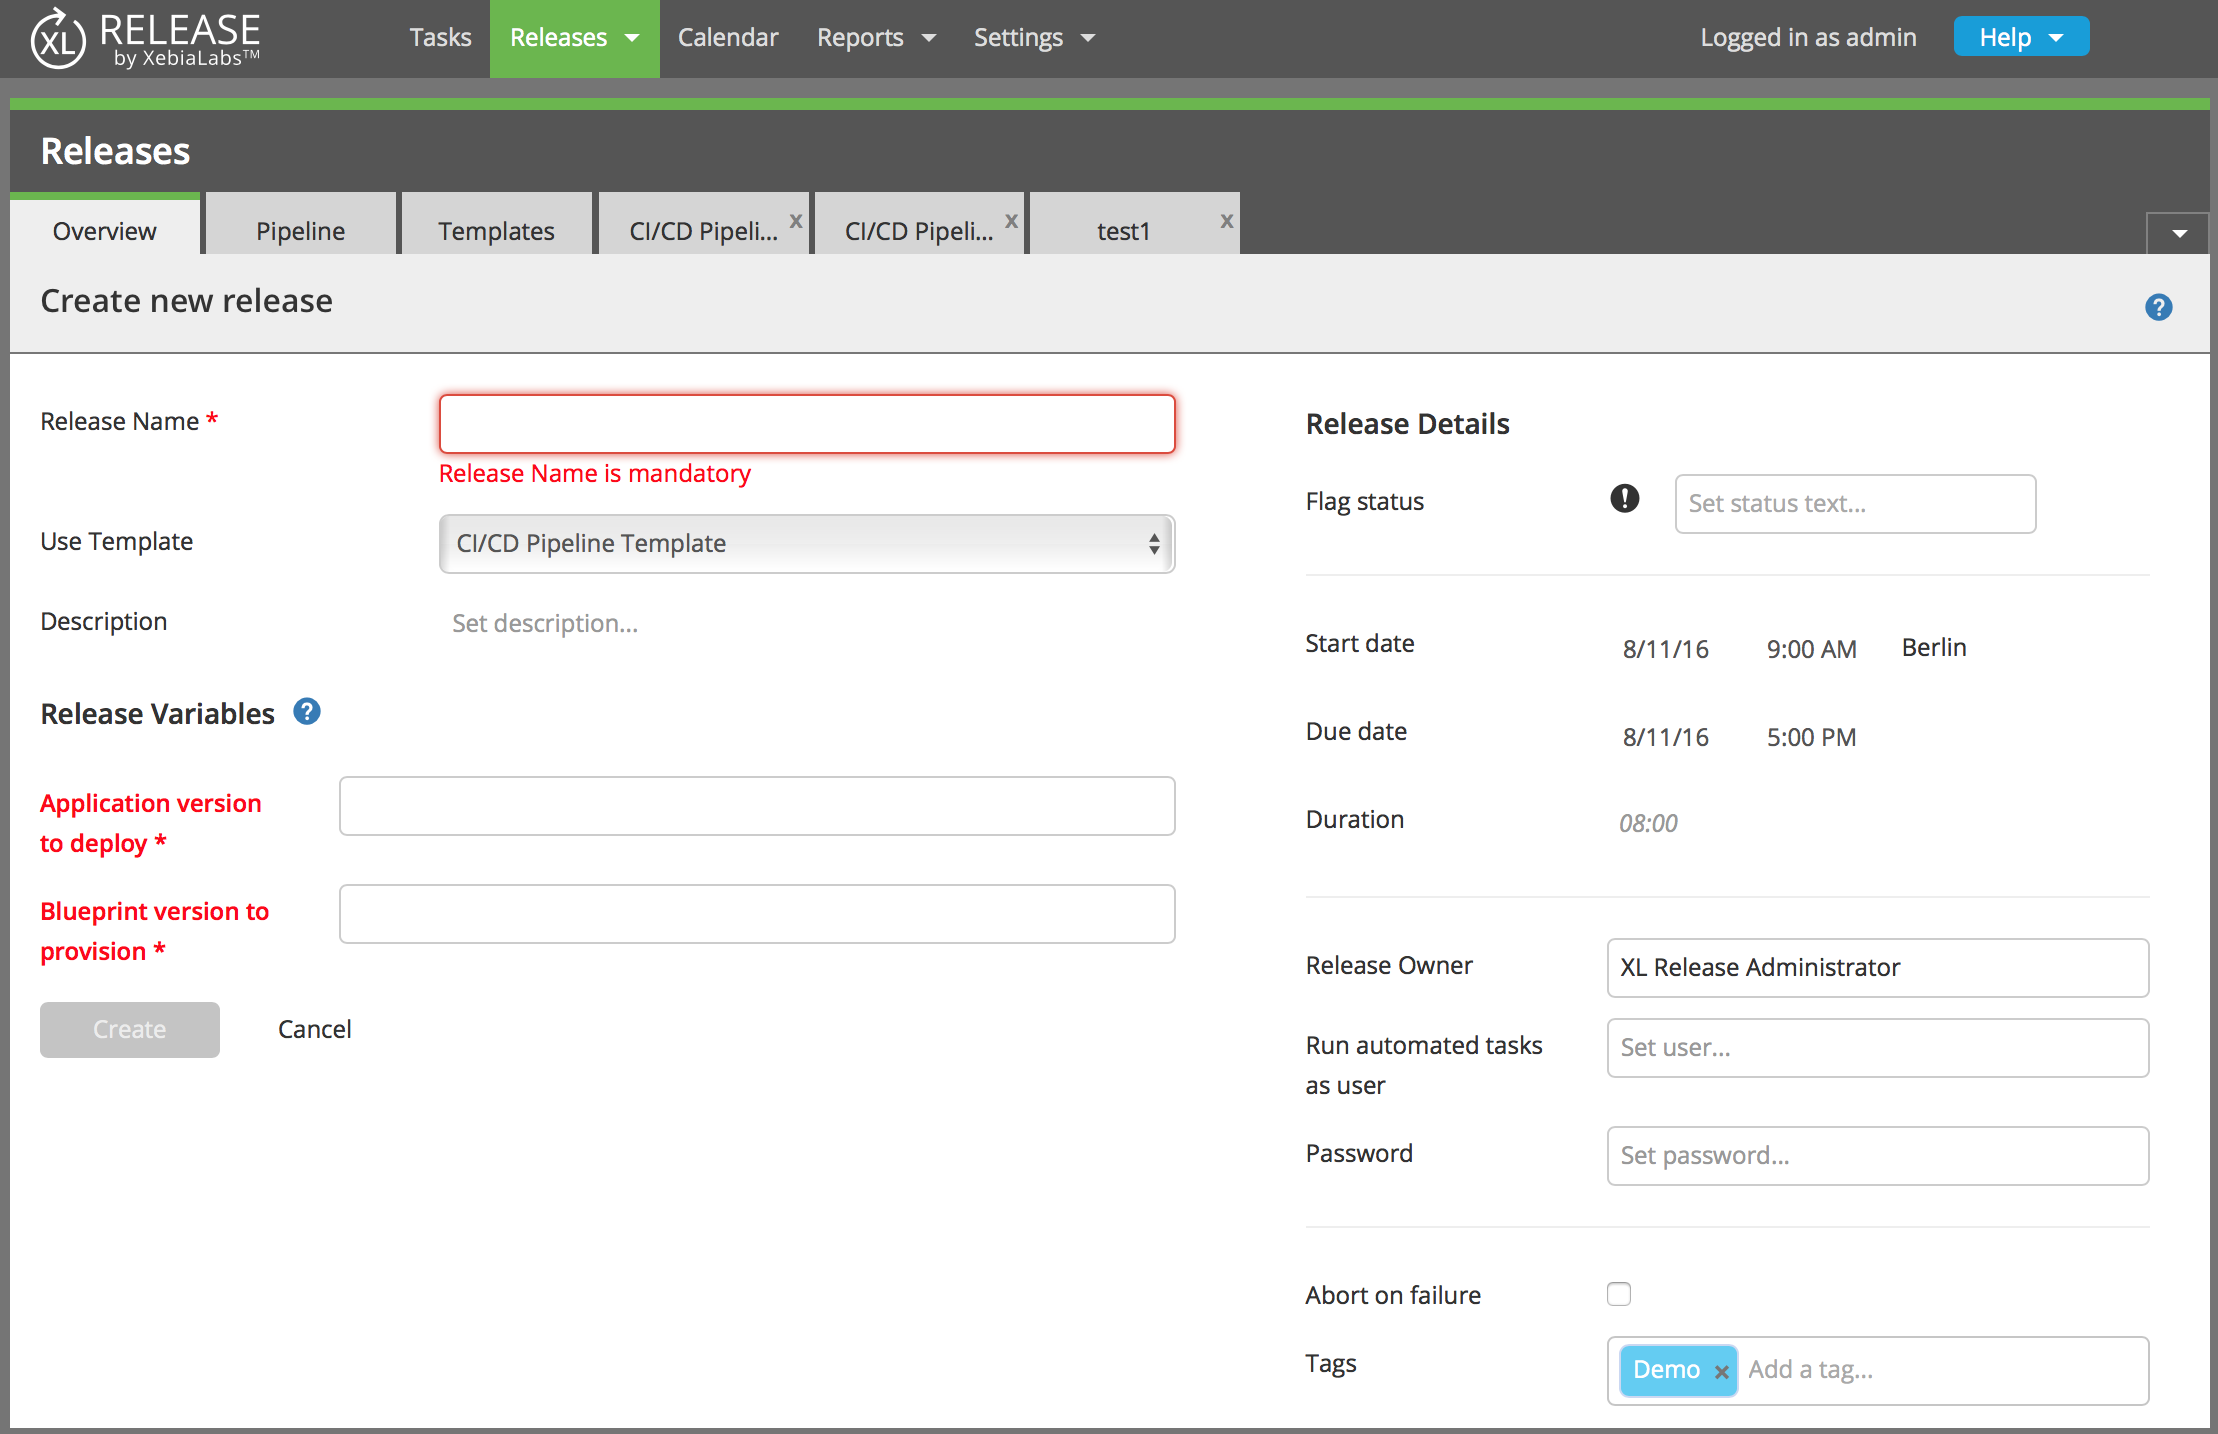 XL RELEASE
by XebiaLabs™
Tasks Releases Calendar Reports Settings Logged in as admin Help
Releases
Overview Pipeline Templates CI/CD Pipeli... x CI/CD Pipeli... x test1 x
Create new release ?
Release Name *
Release Name is mandatory
Use Template CI/CD Pipeline Template
Description Set description...
Release Variables ?
Application version
to deploy *
Blueprint version to
provision *
Create Cancel
Release Details
Flag status ! Set status text...
Start date 8/11/16 9:00 AM Berlin
Due date 8/11/16 5:00 PM
Duration 08:00
Release Owner XL Release Administrator
Run automated tasks
as user
Set user...
Password Set password...
Abort on failure
Tags Demo x Add a tag...